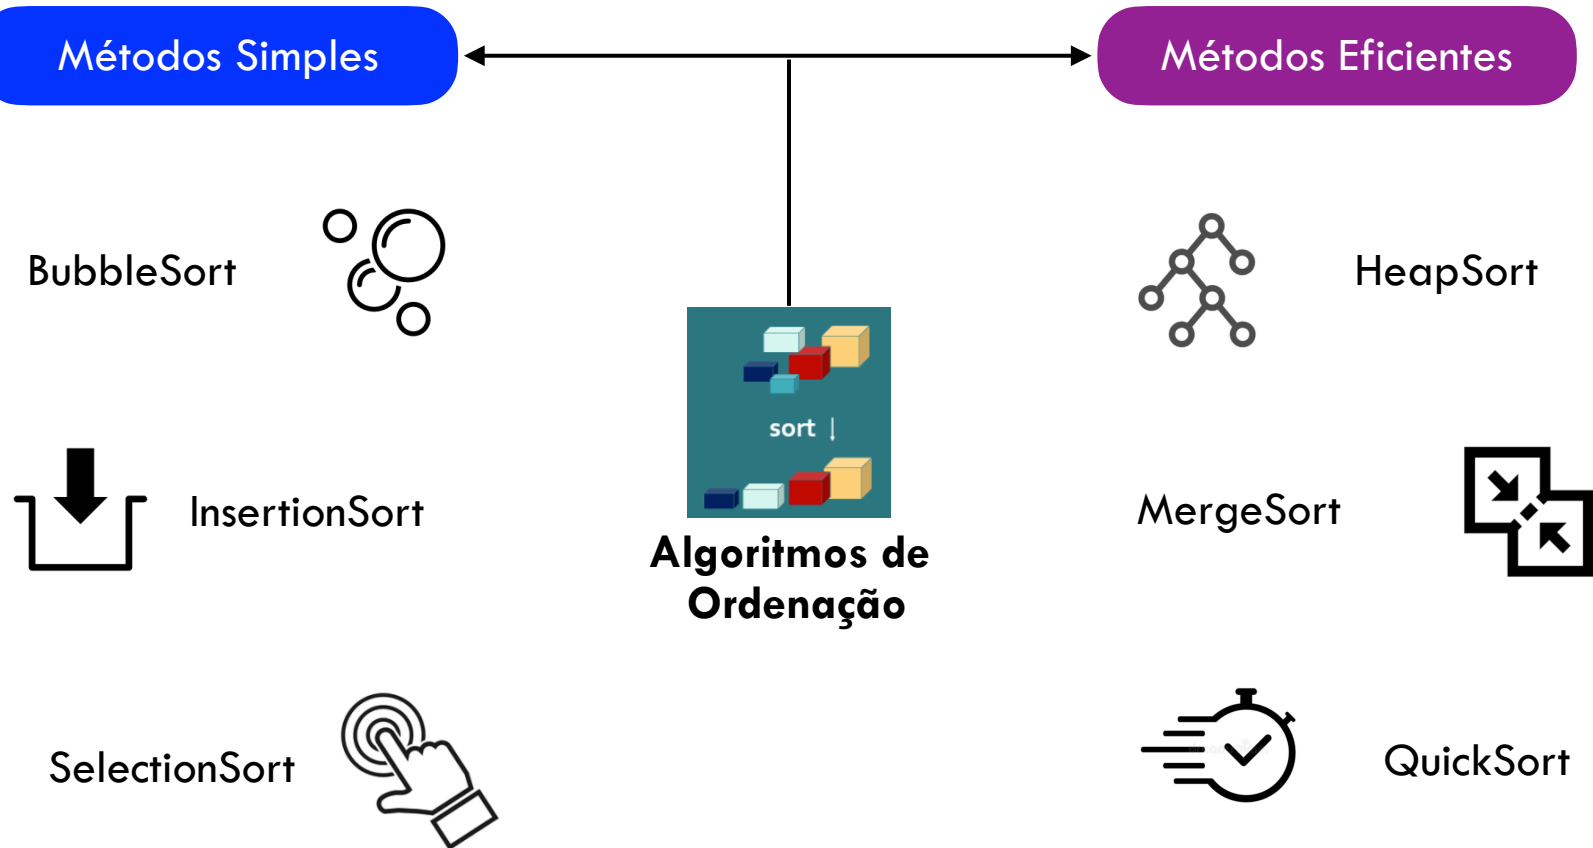 Métodos Simples
Métodos Eficientes
BubbleSort
HeapSort
sort ↓
InsertionSort
MergeSort
Algoritmos de
Ordenação
SelectionSort
QuickSort